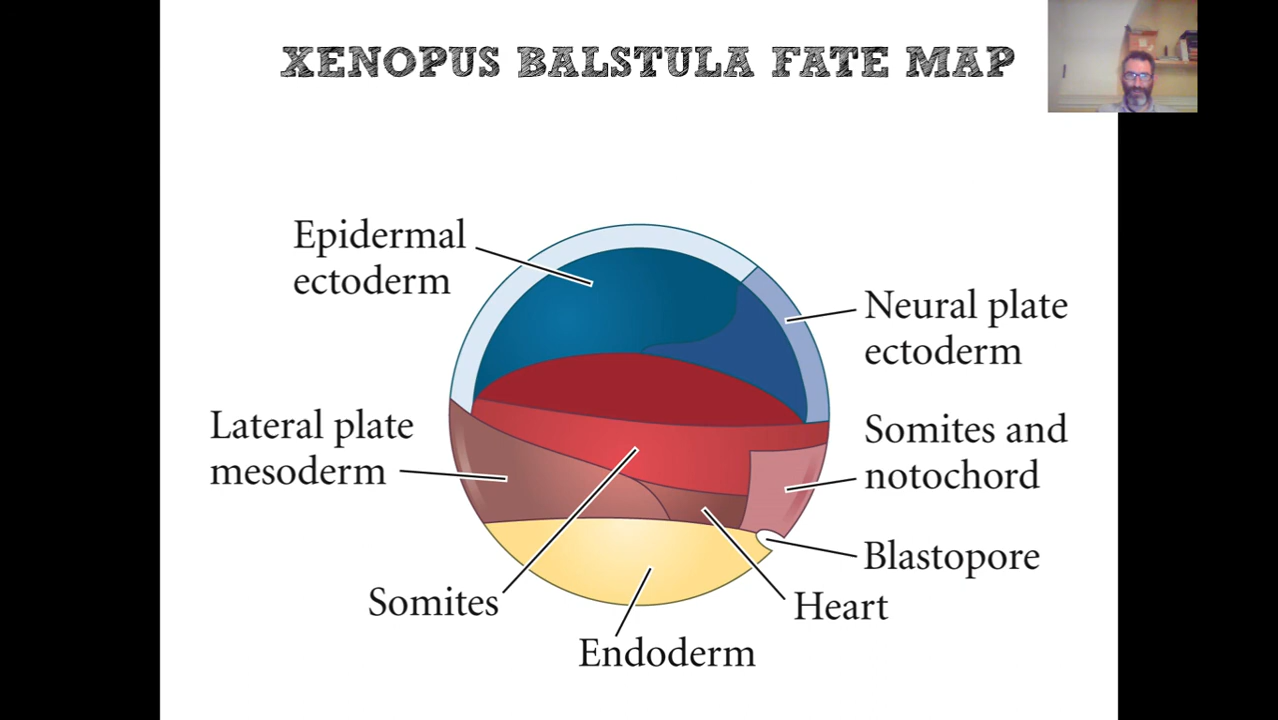 XENOPUS BALSTULA FATE MAP
Epidermal
ectoderm
Neural plate
ectoderm
Lateral plate
mesoderm
Somites and
notochord
Blastopore
Somites
Heart
Endoderm